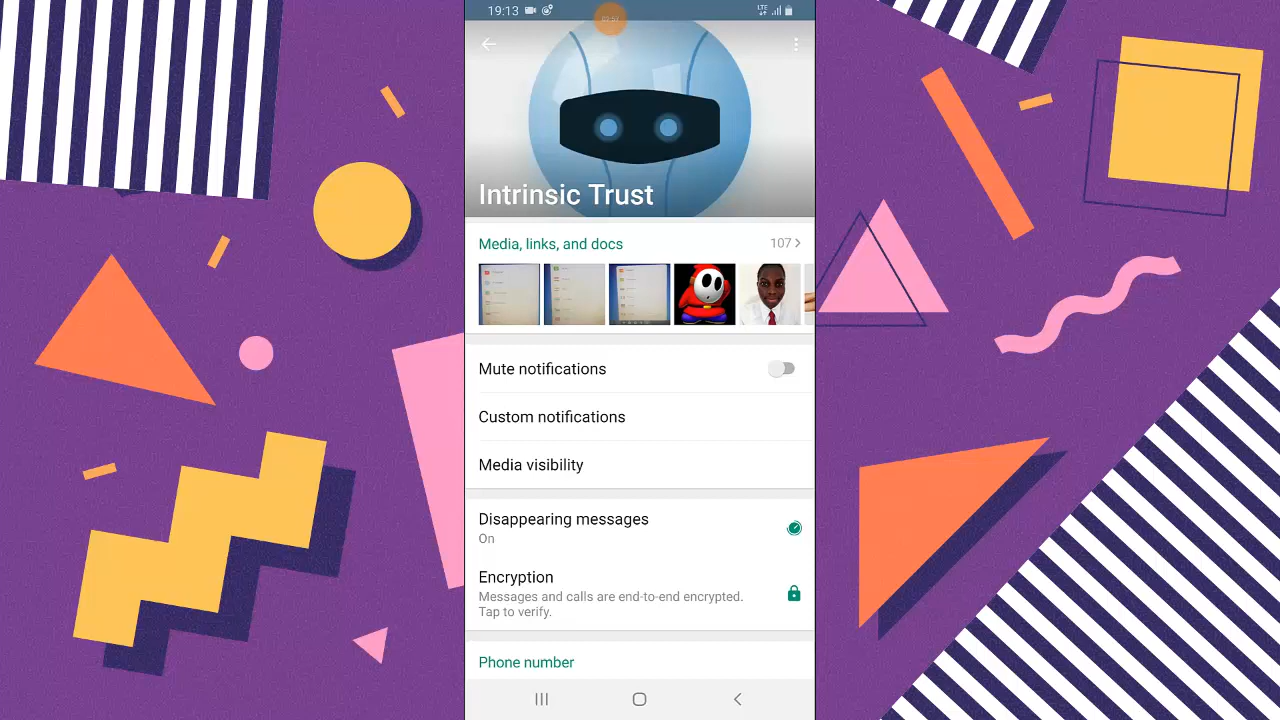 19:13
LTE
Intrinsic Trust
Media, links, and docs
107
Mute notifications
Custom notifications
Media visibility
Disappearing messages
On
Encryption
Messages and calls are end-to-end encrypted.
Tap to verify.
Phone number